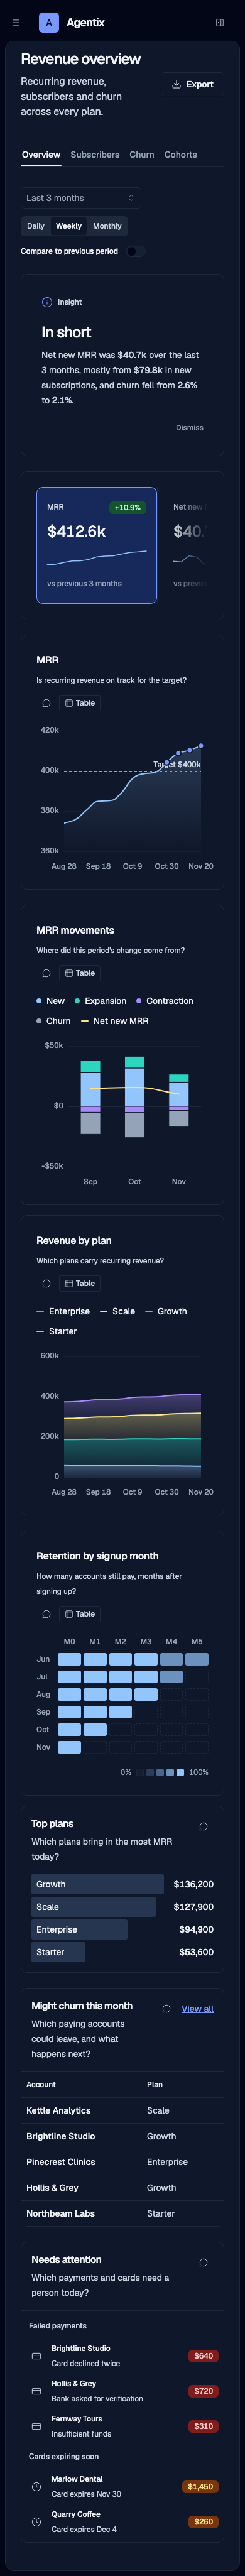 A Agentix
Revenue overview
Recurring revenue,
subscribers and churn
across every plan.
Export
Overview Subscribers Churn Cohorts
Last 3 months
Daily Weekly Monthly
Compare to previous period
Insight
In short
Net new MRR was $40.7k over the last
3 months, mostly from $79.8k in new
subscriptions, and churn fell from 2.6%
to 2.1%.
Dismiss
MRR +10.9%
$412.6k
vs previous 3 months
Net new
$40.
vs previou
MRR
Is recurring revenue on track for the target?
Table
420k
400k
380k
360k
Target $400k
Aug 28 Sep 18 Oct 9 Oct 30 Nov 20
MRR movements
Where did this period's change come from?
Table
New Expansion Contraction
Churn Net new MRR
$50k
$0
-$50k
Sep Oct Nov
Revenue by plan
Which plans carry recurring revenue?
Table
Enterprise Scale Growth
Starter
600k
400k
200k
0
Aug 28 Sep 18 Oct 9 Oct 30 Nov 20
Retention by signup month
How many accounts still pay, months after
signing up?
Table
M0 M1 M2 M3 M4 M5
Jun
Jul
Aug
Sep
Oct
Nov
0% 100%
Top plans
Which plans bring in the most MRR
today?
Growth $136,200
Scale $127,900
Enterprise $94,900
Starter $53,600
Might churn this month View all
Which paying accounts
could leave, and what
happens next?
Account Plan
Kettle Analytics Scale
Brightline Studio Growth
Pinecrest Clinics Enterprise
Hollis & Grey Growth
Northbeam Labs Starter
Needs attention
Which payments and cards need a
person today?
Failed payments
Brightline Studio
Card declined twice
$640
Hollis & Grey
Bank asked for verification
$720
Fernway Tours
Insufficient funds
$310
Cards expiring soon
Marlow Dental
Card expires Nov 30
$1,450
Quarry Coffee
Card expires Dec 4
$260